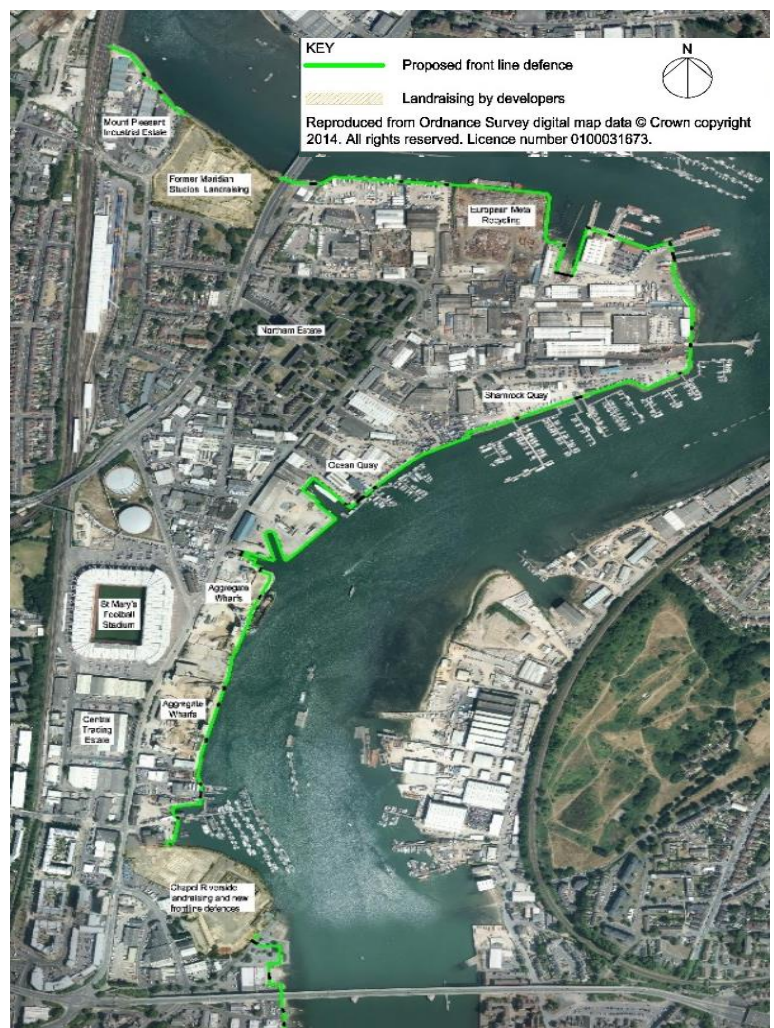 KEY
N
Proposed front line defence
Landraising by developers
Reproduced from Ordnance Survey digital map data © Crown copyright
2014. All rights reserved. Licence number 0100031673.
Mount Pleasant
Industrial Estate
Former Meridian
Studios Landraising
European Metal
Recycling
Northam Estate
Shamrock Quay
Ocean Quay
Aggregate
Wharfs
St Mary's
Football
Stadium
Aggregate
Wharfs
Central
Trading
Estate
Chapel Riverside
landraising and new
frontline defences